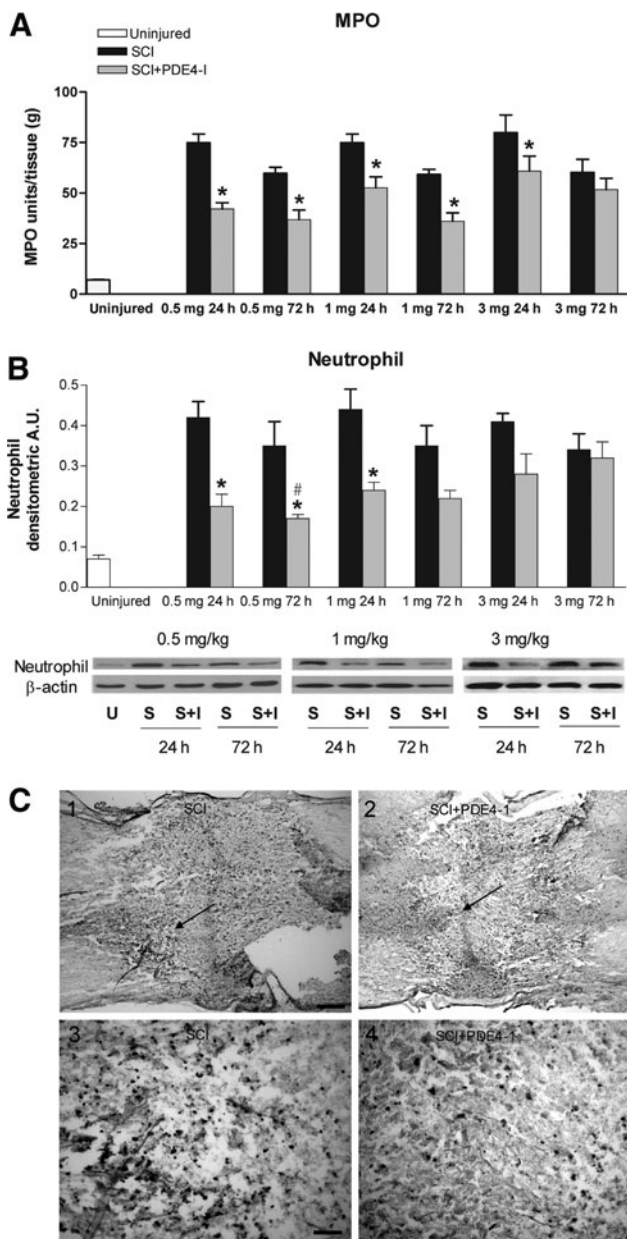 A
MPO
Uninjured
SCI
SCI+PDE4-I
MPO units/tissue (g)
100
75
50
25
0
* * * * *
Uninjured 0.5 mg 24 h 0.5 mg 72 h 1 mg 24 h 1 mg 72 h 3 mg 24 h 3 mg 72 h
B
Neutrophil
Neutrophil
densitometric A.U.
0.5
0.4
0.3
0.2
0.1
0.0
#
* * *
Uninjured 0.5 mg 24 h 0.5 mg 72 h 1 mg 24 h 1 mg 72 h 3 mg 24 h 3 mg 72 h
0.5 mg/kg 1 mg/kg 3 mg/kg
Neutrophil
β-actin
U S S+I S S+I S S+I S S+I S S+I S S+I
24 h 72 h 24 h 72 h 24 h 72 h
C
1 SCI
2 SCI+PDE4-1
3 SCI
4 SCI+PDE4-1